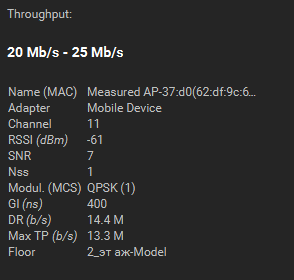 Throughput:
20 Mb/s - 25 Mb/s
Name (MAC) Measured AP-37:d0(62:df:9c:6…
Adapter Mobile Device
Channel 11
RSSI (dBm) -61
SNR 7
Nss 1
Modul. (MCS) QPSK (1)
GI (ns) 400
DR (b/s) 14.4 M
Max TP (b/s) 13.3 M
Floor 2_эт аж-Model